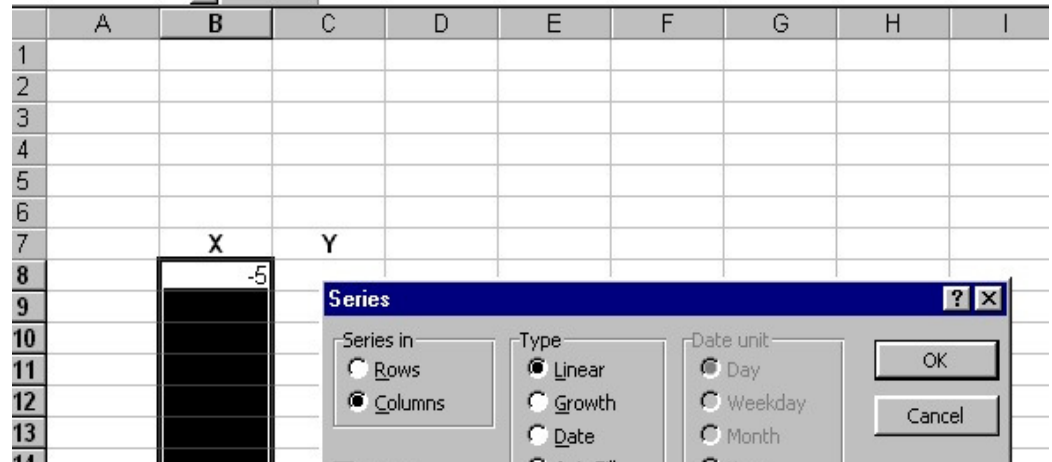 A B C D E F G H I
1
2
3
4
5
6
7 X Y
8 -5
Series
9
10 Series in Type Date unit
OK
11 Rows Linear Day
12 Columns Growth Weekday
Cancel
13 Date Month
14